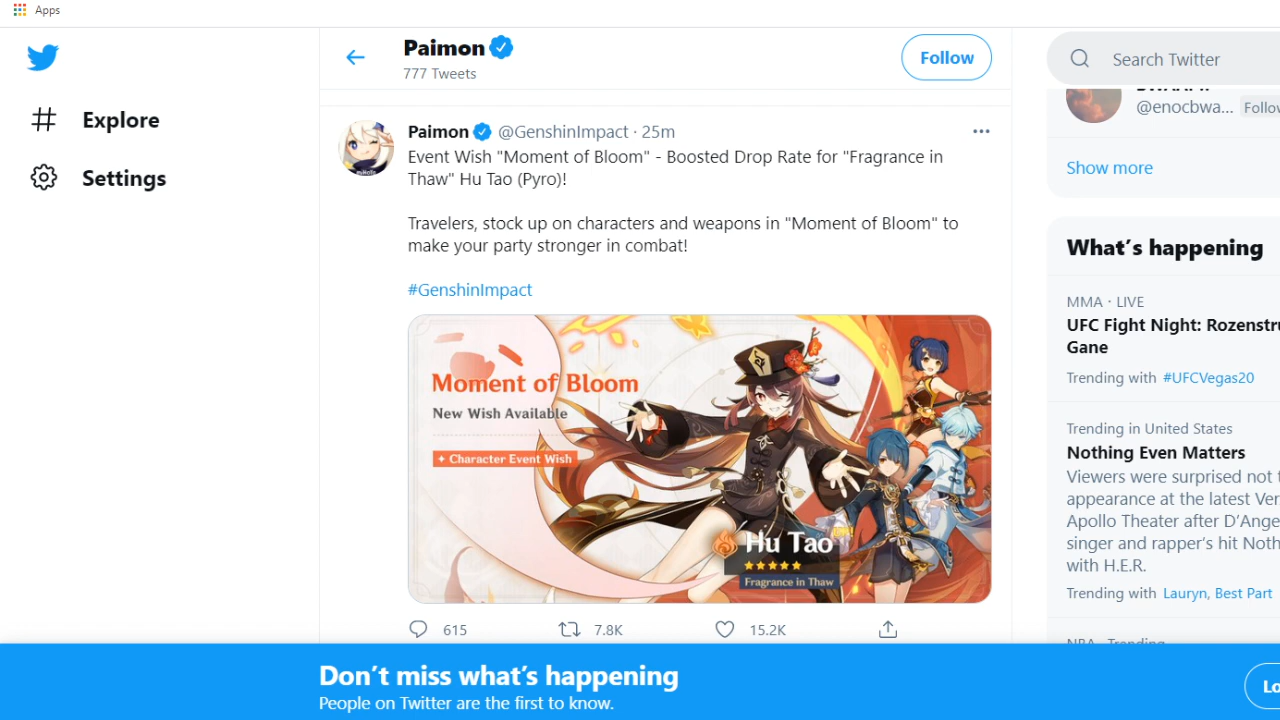 Apps
Paimon
777 Tweets
Follow
Search Twitter
Explore
Settings
@enocbwa...
Follow
Show more
Paimon @GenshinImpact · 25m
Event Wish "Moment of Bloom" - Boosted Drop Rate for "Fragrance in
Thaw" Hu Tao (Pyro)!
Travelers, stock up on characters and weapons in "Moment of Bloom" to
make your party stronger in combat!
#GenshinImpact
Moment of Bloom
New Wish Available
Character Event Wish
Hu Tao
Fragrance in Thaw
615
7.8K
15.2K
What's happening
MMA · LIVE
UFC Fight Night: Rozenstru
Gane
Trending with #UFCVegas20
Trending in United States
Nothing Even Matters
Viewers were surprised not t
appearance at the latest Ver
Apollo Theater after D'Ange
singer and rapper's hit Noth
with H.E.R.
Trending with Lauryn, Best Part
NBA · Trending
Don't miss what's happening
People on Twitter are the first to know.
Lo